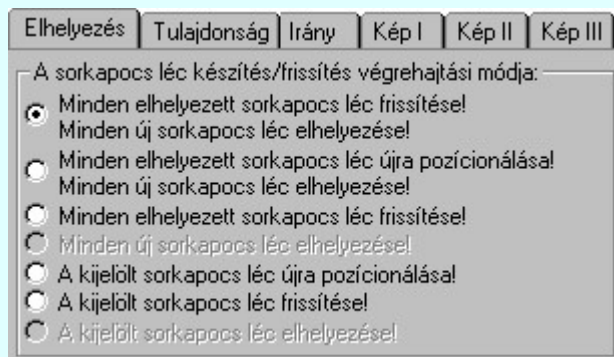 Elhelyezés Tulajdonság Irány Kép I Kép II Kép III
A sorkapocs léc készítés/frissítés végrehajtási módja:
Minden elhelyezett sorkapocs léc frissítése!
Minden új sorkapocs léc elhelyezése!
Minden elhelyezett sorkapocs léc újra pozícionálása!
Minden új sorkapocs léc elhelyezése!
Minden elhelyezett sorkapocs léc frissítése!
Minden új sorkapocs léc elhelyezése!
A kijelölt sorkapocs léc újra pozícionálása!
A kijelölt sorkapocs léc frissítése!
A kijelölt sorkapocs léc elhelyezése!